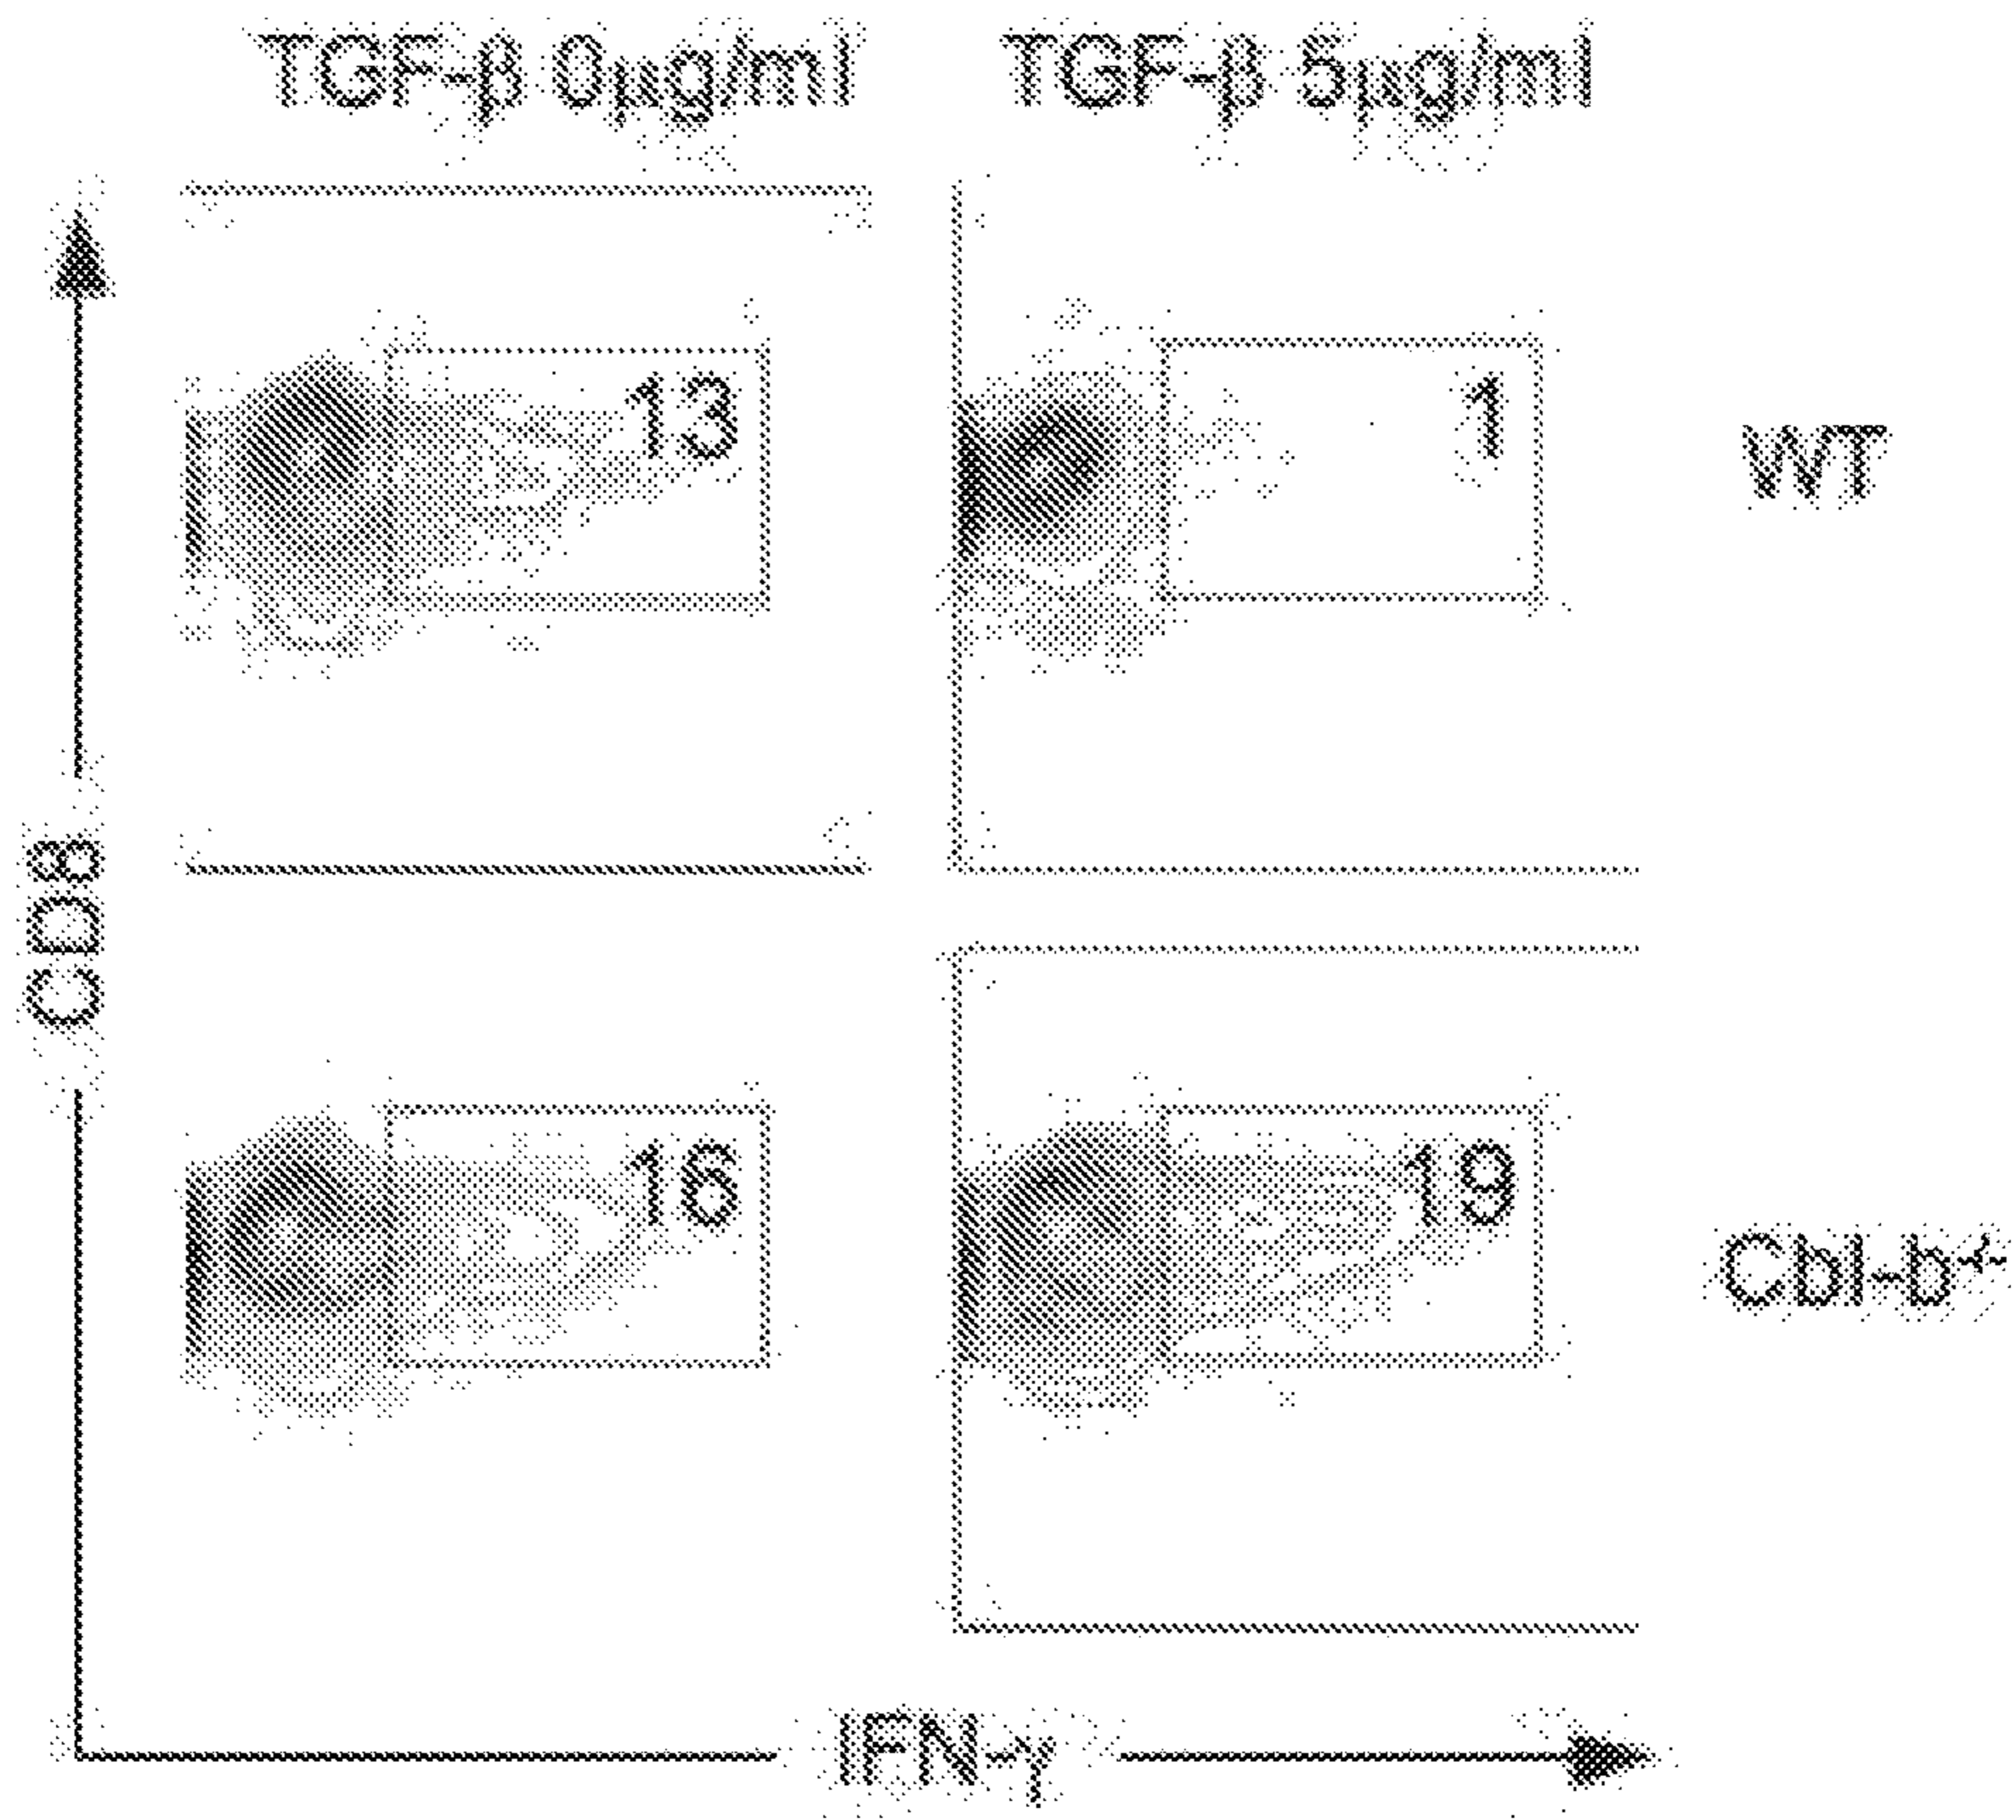 TGF-β 0μg/ml TGF-β 5μg/ml
13 1 WT
CD8
16 19 Cbl-b-/-
IFN-γ